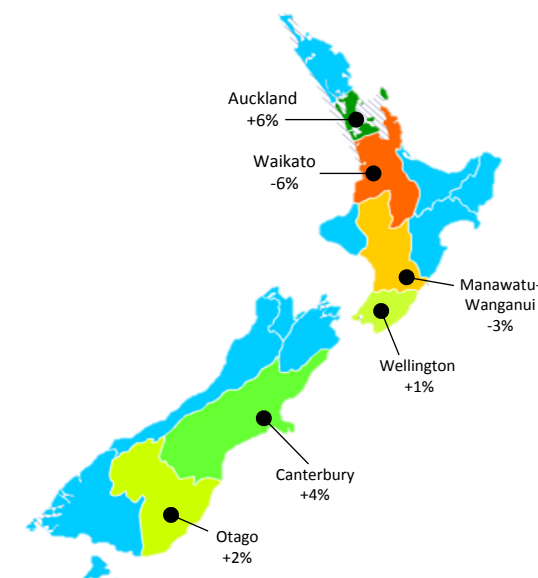 Auckland
+6%
Waikato
-6%
Manawatu-
Wanganui
-3%
Wellington
+1%
Canterbury
+4%
Otago
+2%